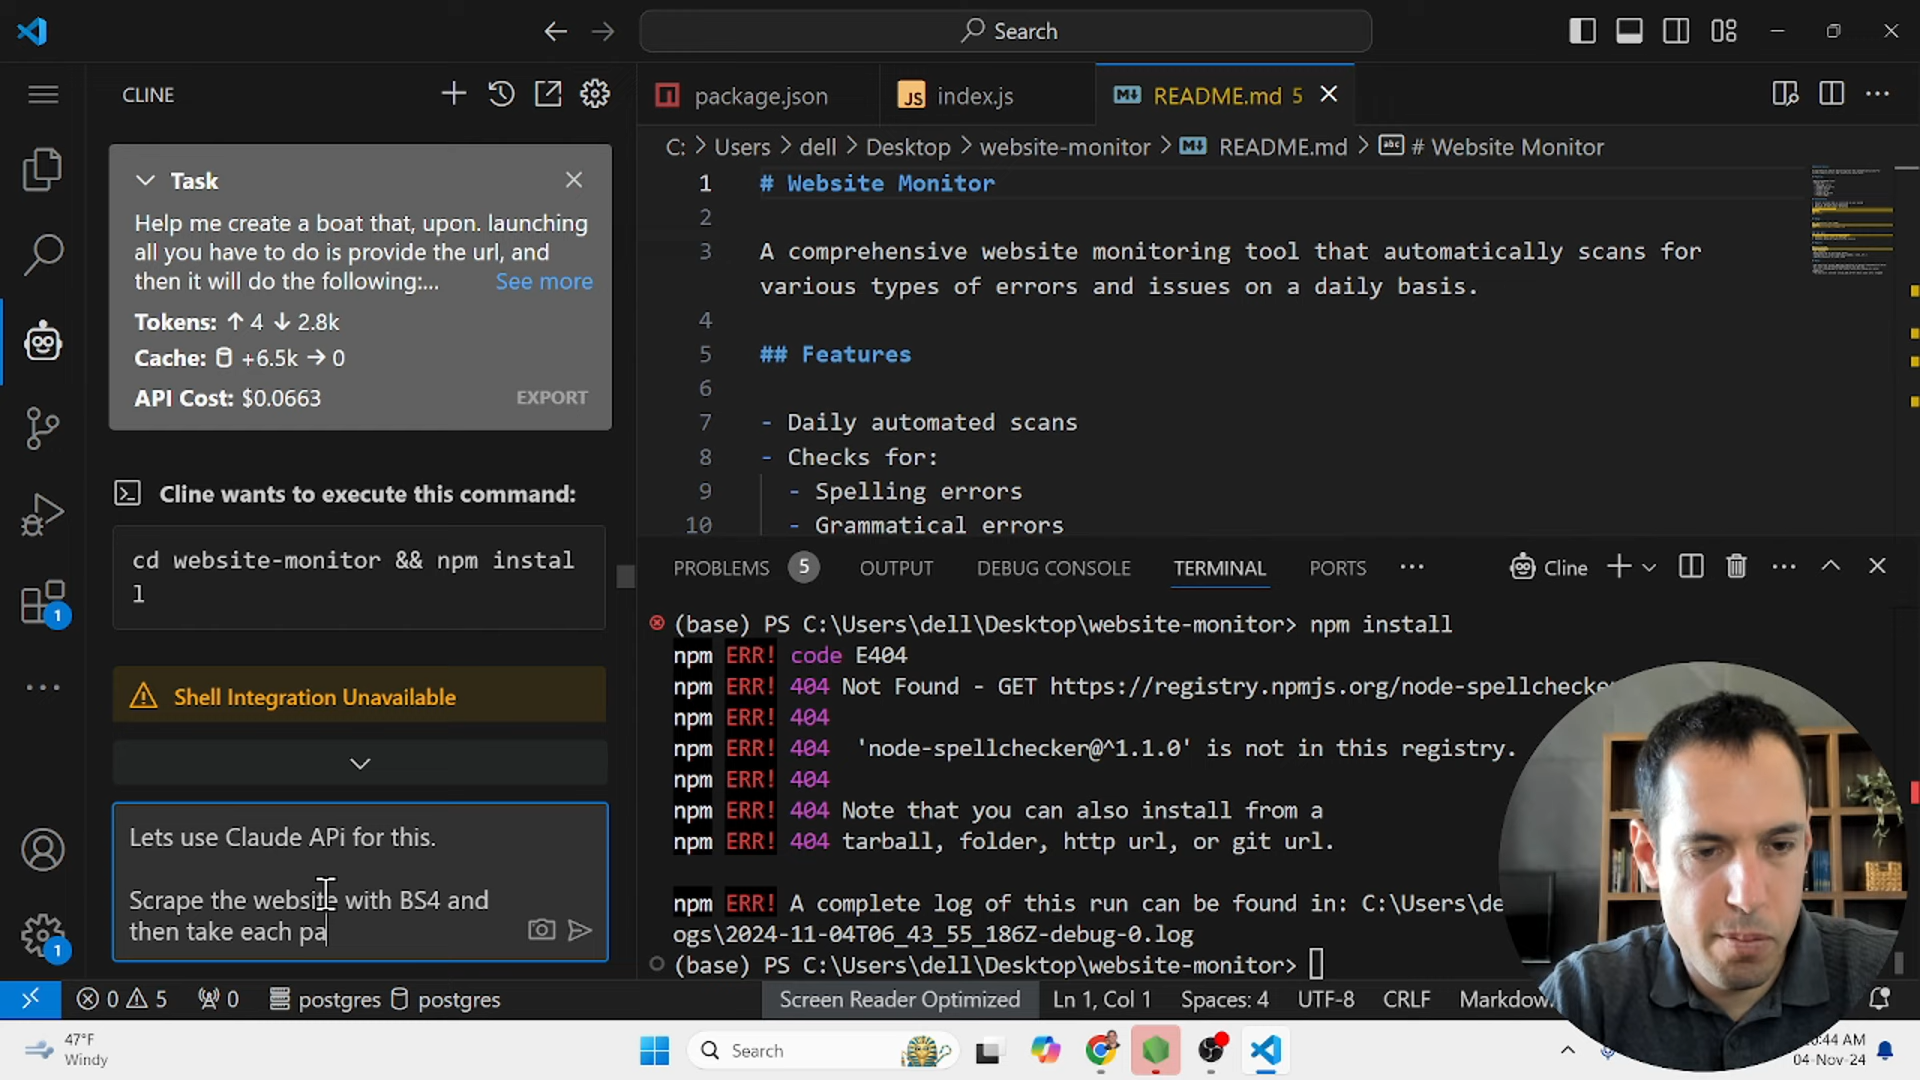 Search
CLINE
package.json
JS index.js
README.md 5
C: > Users > dell > Desktop > website-monitor > README.md > abc # Website Monitor
Task
Help me create a boat that, upon. launching
all you have to do is provide the url, and
then it will do the following:... See more
Tokens: ↑ 4 ↓ 2.8k
Cache: +6.5k → 0
API Cost: $0.0663
EXPORT
Cline wants to execute this command:
cd website-monitor && npm instal
l
Shell Integration Unavailable
Lets use Claude APi for this.
Scrape the website with BS4 and
then take each pa
1 # Website Monitor
2
3 A comprehensive website monitoring tool that automatically scans for
various types of errors and issues on a daily basis.
4
5 ## Features
6
7 - Daily automated scans
8 - Checks for:
9 - Spelling errors
10 - Grammatical errors
PROBLEMS 5 OUTPUT DEBUG CONSOLE TERMINAL PORTS ... Cline
(base) PS C:\Users\dell\Desktop\website-monitor> npm install
npm ERR! code E404
npm ERR! 404 Not Found - GET https://registry.npmjs.org/node-spellchecker
npm ERR! 404
npm ERR! 404 'node-spellchecker@^1.1.0' is not in this registry.
npm ERR! 404
npm ERR! 404 Note that you can also install from a
npm ERR! 404 tarball, folder, http url, or git url.
npm ERR! A complete log of this run can be found in: C:\Users\de
ogs\2024-11-04T06_43_55_186Z-debug-0.log
(base) PS C:\Users\dell\Desktop\website-monitor>
1
1
0 5 0 postgres postgres
Screen Reader Optimized Ln 1, Col 1 Spaces: 4 UTF-8 CRLF
47°F
Windy
Search
:44 AM
04-Nov-24